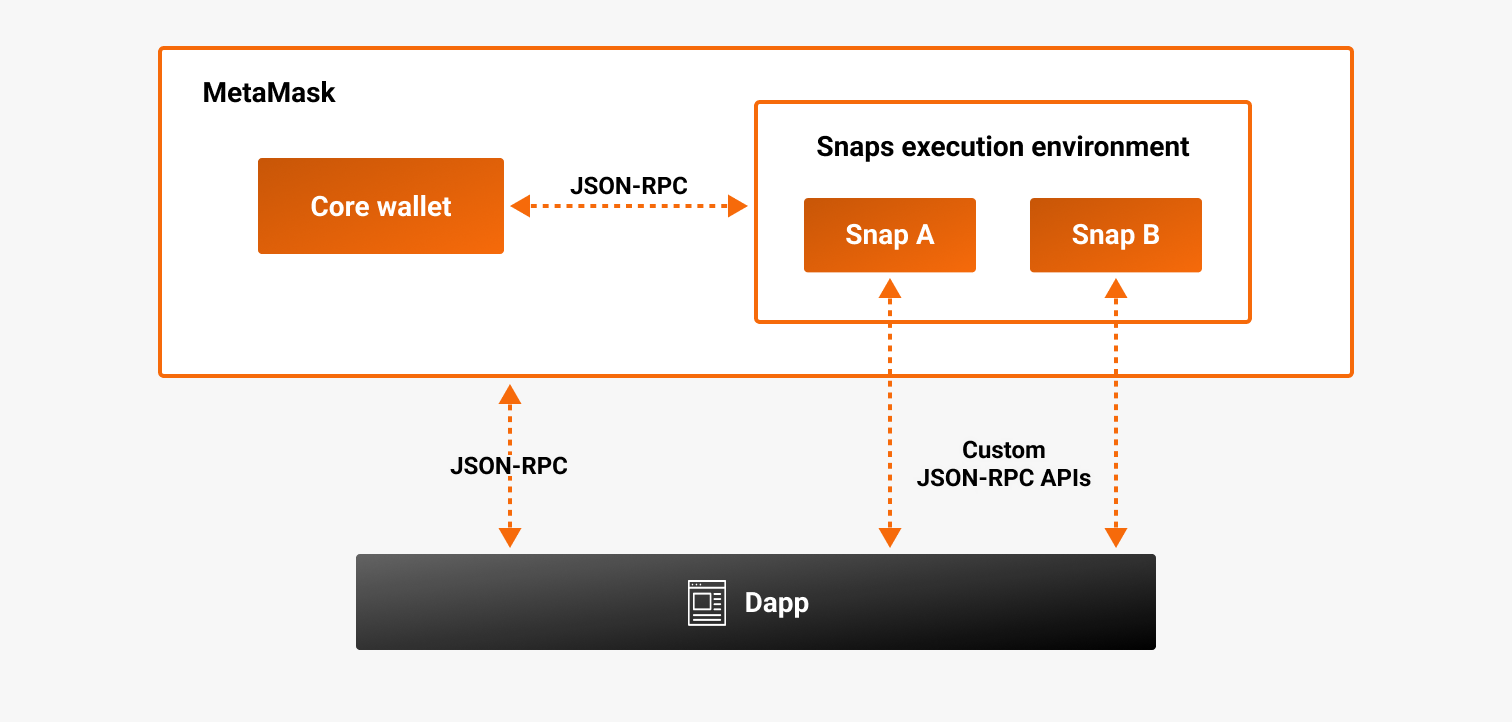 MetaMask
Snaps execution environment
Core wallet
JSON-RPC
Snap A
Snap B
JSON-RPC
Custom
JSON-RPC APIs
Dapp